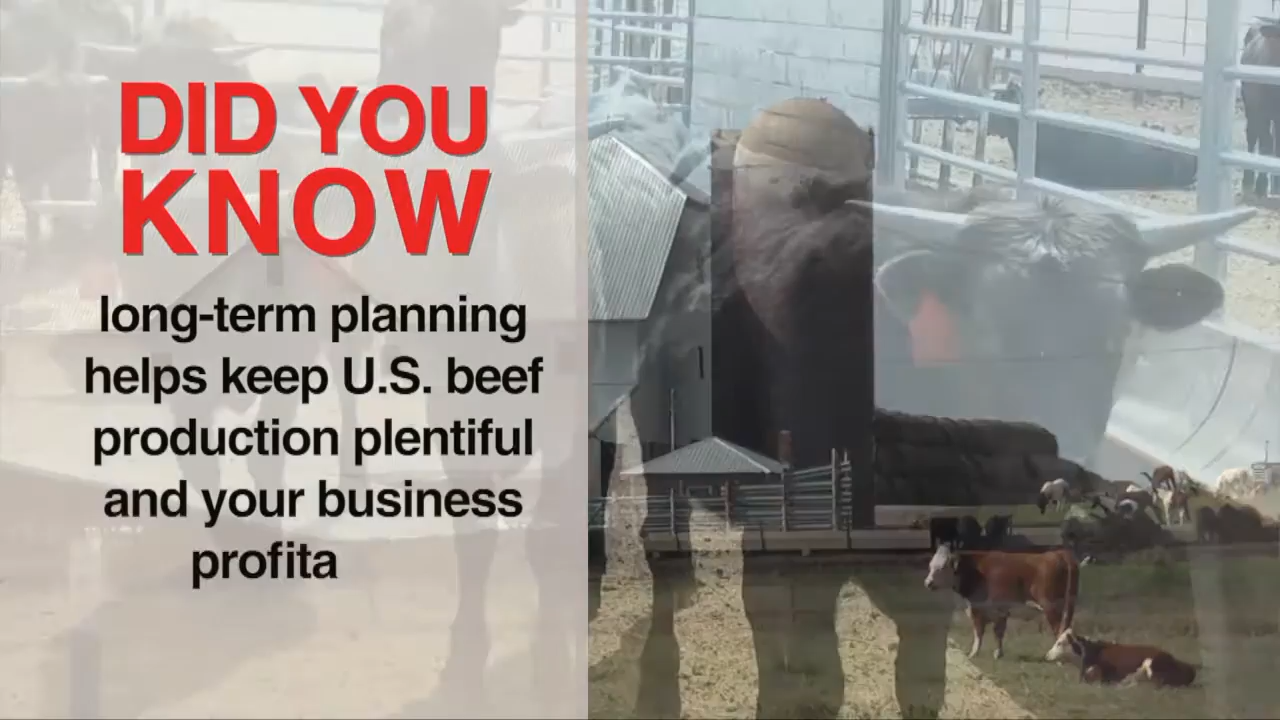 DID YOU
KNOW
long-term planning
helps keep U.S. beef
production plentiful
and your business
profita